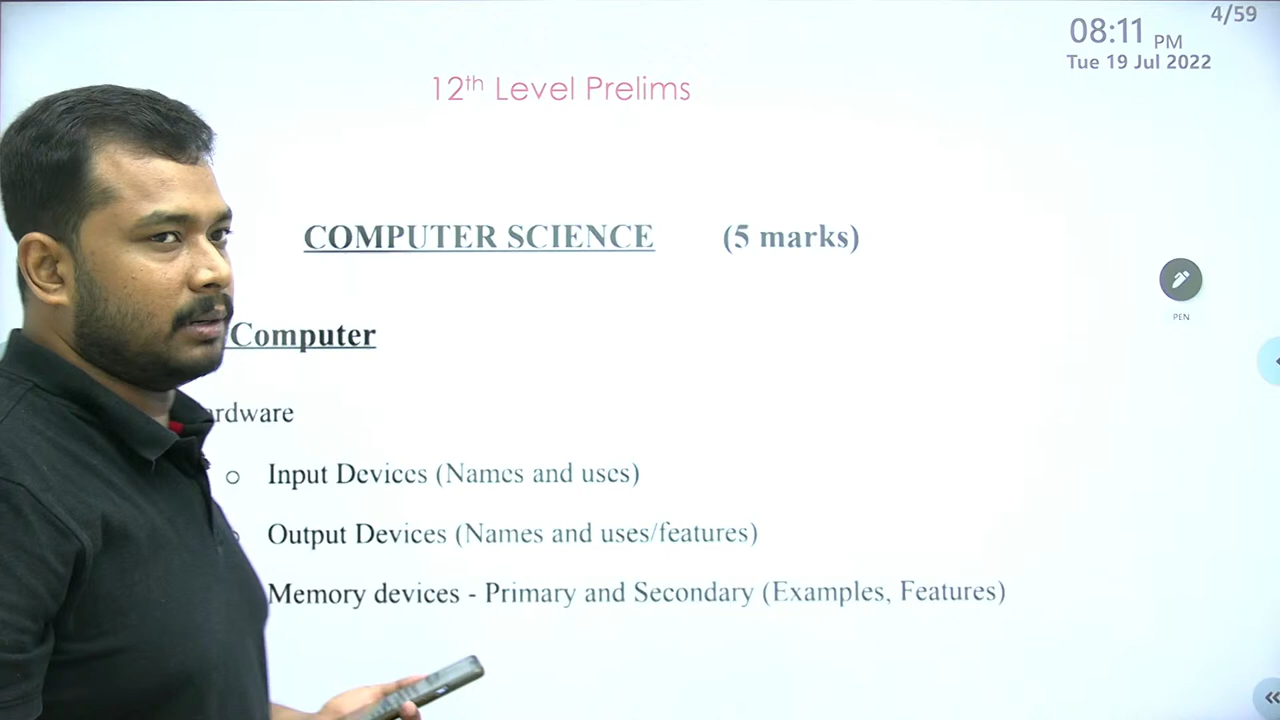 4/59
08:11 PM
Tue 19 Jul 2022
12th Level Prelims
COMPUTER SCIENCE (5 marks)
PEN
Computer
ardware
o Input Devices (Names and uses)
Output Devices (Names and uses/features)
Memory devices - Primary and Secondary (Examples, Features)